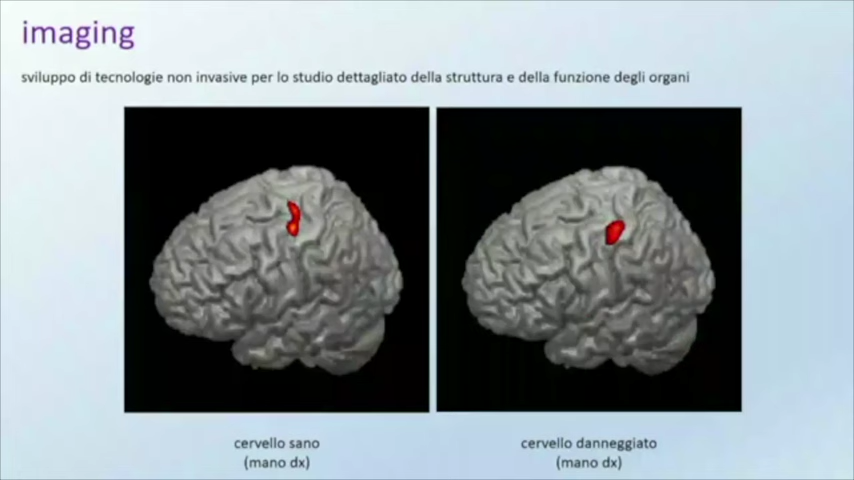 imaging
sviluppo di tecnologie non invasive per lo studio dettagliato della struttura e della funzione degli organi
cervello sano
(mano dx)
cervello danneggiato
(mano dx)